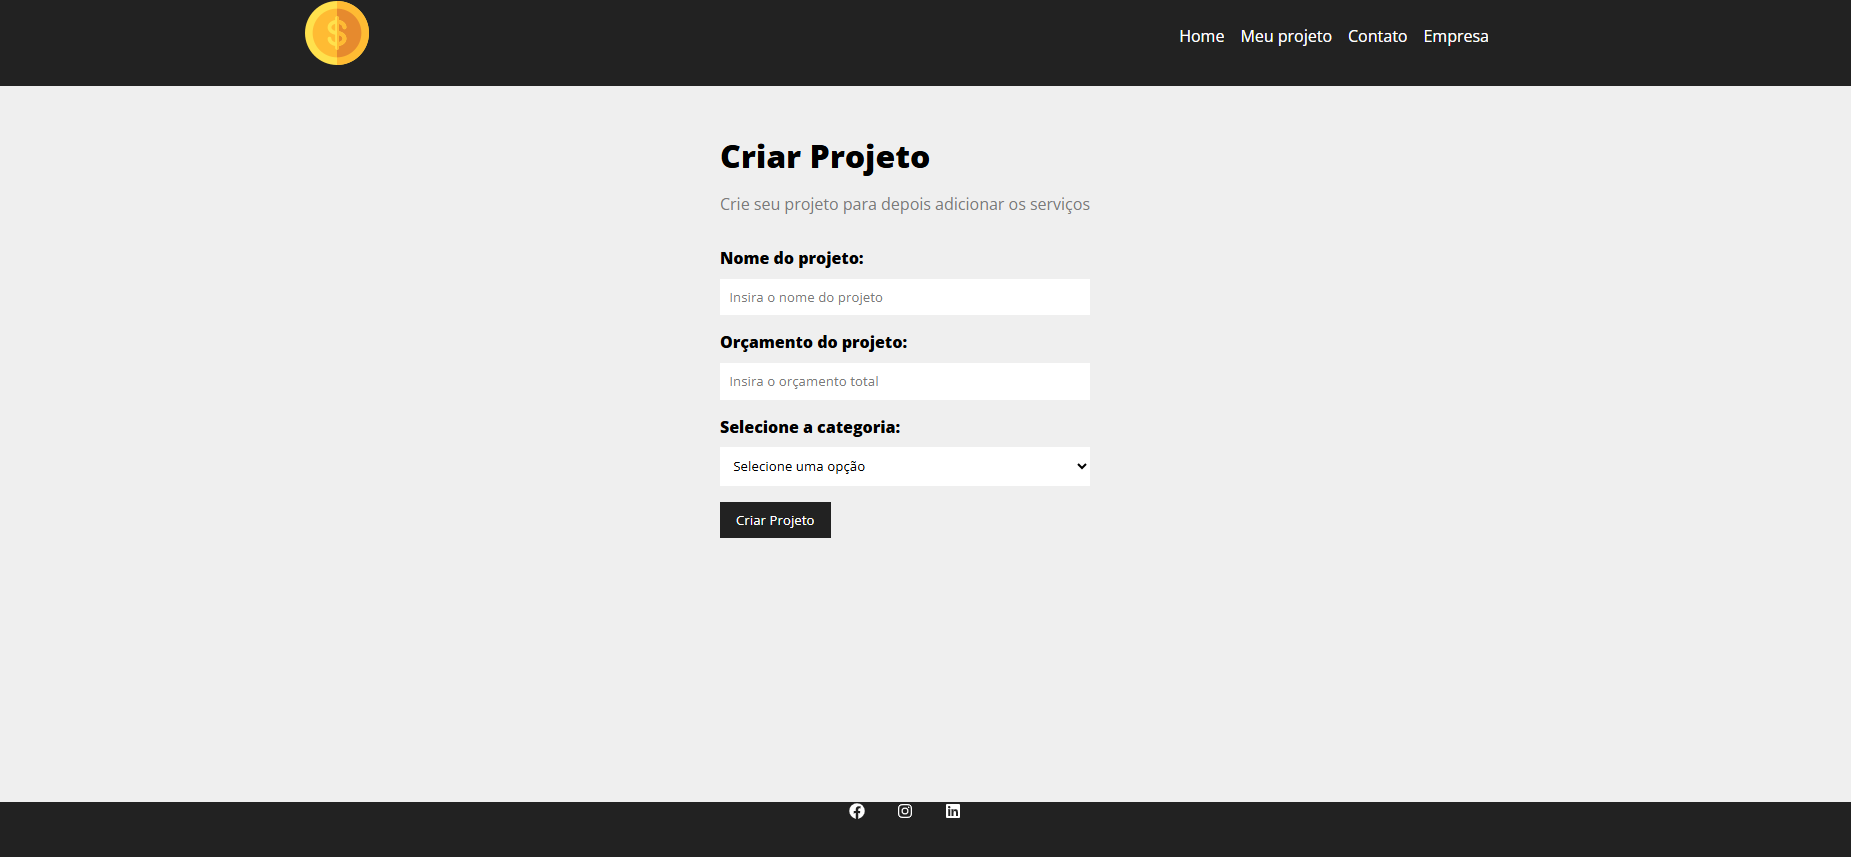 $
Home Meu projeto Contato Empresa
Criar Projeto
Crie seu projeto para depois adicionar os serviços
Nome do projeto:
Insira o nome do projeto
Orçamento do projeto:
Insira o orçamento total
Selecione a categoria:
Selecione uma opção
Criar Projeto